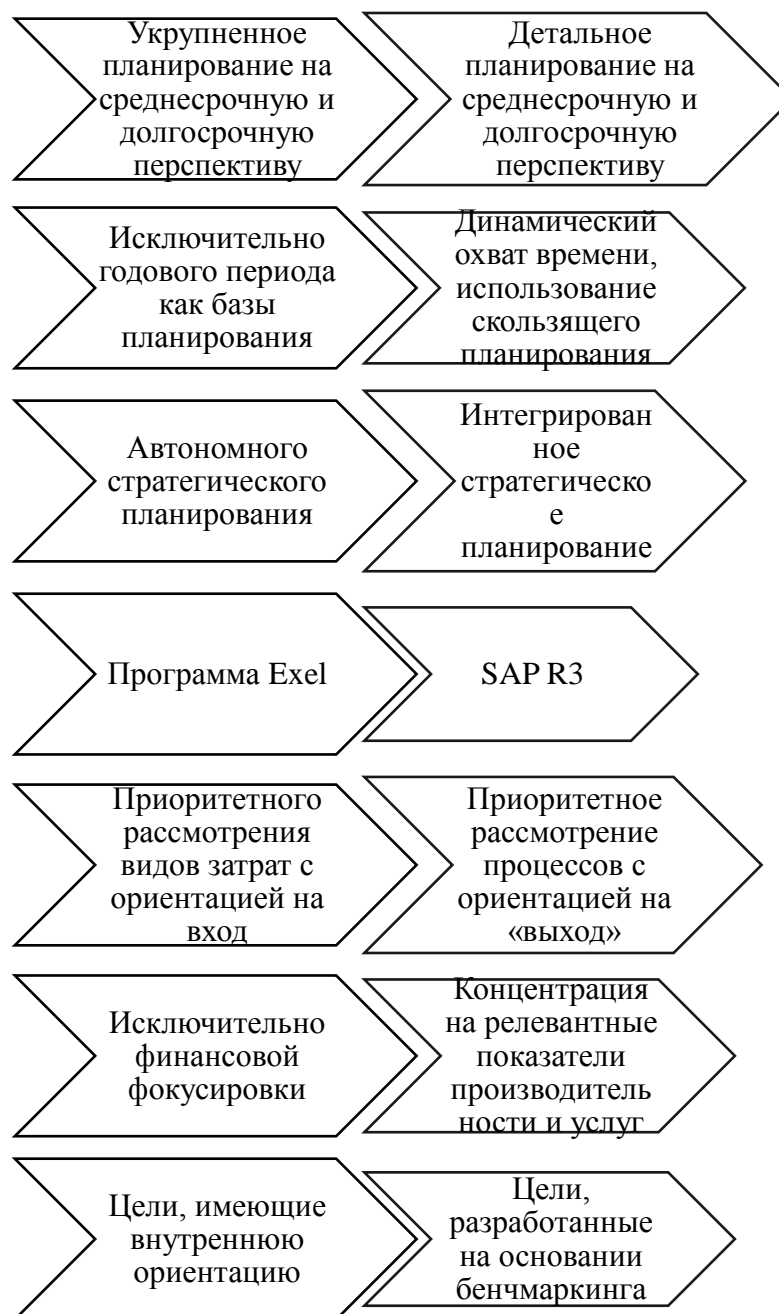 Укрупненное
планирование на
среднесрочную и
долгосрочную
перспективу
Детальное
планирование на
среднесрочную и
долгосрочную
перспективу
Исключительно
годового периода
как базы
планирования
Динамический
охват времени,
использование
скользящего
планирования
Автономного
стратегического
планирования
Интегрирован
ное
стратегическо
е
планирование
Программа Exel
SAP R3
Приоритетного
рассмотрения
видов затрат с
ориентацией на
вход
Приоритетное
рассмотрение
процессов с
ориентацией на
«выход»
Исключительно
финансовой
фокусировки
Концентрация
на релевантные
показатели
производитель
ности и услуг
Цели, имеющие
внутреннюю
ориентацию
Цели,
разработанные
на основании
бенчмаркинга